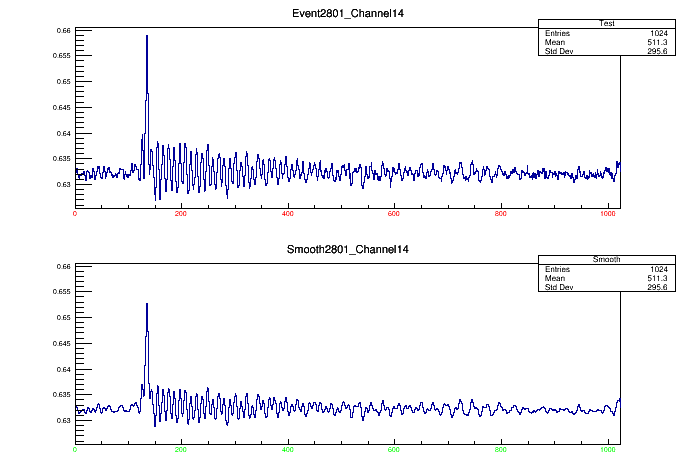 Event2801_Channel14
Test
Entries 1024
Mean 511.3
Std Dev 295.6
0.66
0.655
0.65
0.645
0.64
0.635
0.63
0 200 400 600 800 1000
Smooth2801_Channel14
Smooth
Entries 1024
Mean 511.3
Std Dev 295.6
0.66
0.655
0.65
0.645
0.64
0.635
0.63
0 200 400 600 800 1000